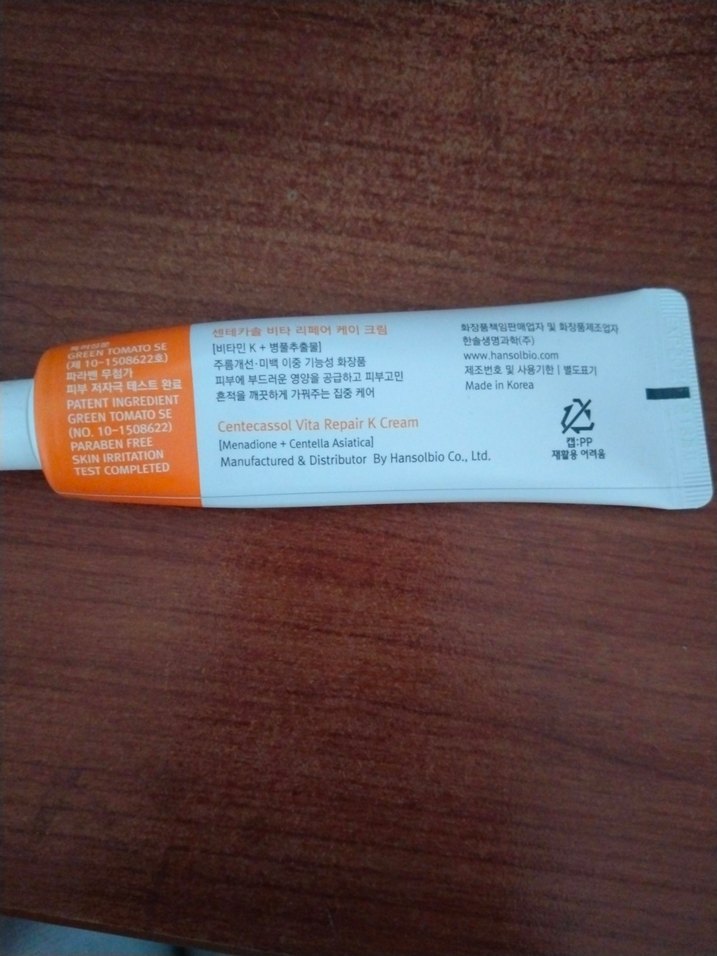 특허성분
GREEN TOMATO SE
(제 10-1508622호)
파라벤 무첨가
피부 저자극 테스트 완료
PATENT INGREDIENT
GREEN TOMATO SE
(NO. 10-1508622)
PARABEN FREE
SKIN IRRITATION
TEST COMPLETED
센테카솔 비타 리페어 케이 크림
[비타민 K + 병풀추출물]
주름개선·미백 이중 기능성 화장품
피부에 부드러운 영양을 공급하고 피부고민
흔적을 깨끗하게 가꿔주는 집중 케어
Centecassol Vita Repair K Cream
[Menadione + Centella Asiatica]
Manufactured & Distributor By Hansolbio Co., Ltd.
화장품책임판매업자 및 화장품제조업자
한솔생명과학(주)
www.hansolbio.com
제조번호 및 사용기한 | 별도표기
Made in Korea
캡:PP
재활용 어려움